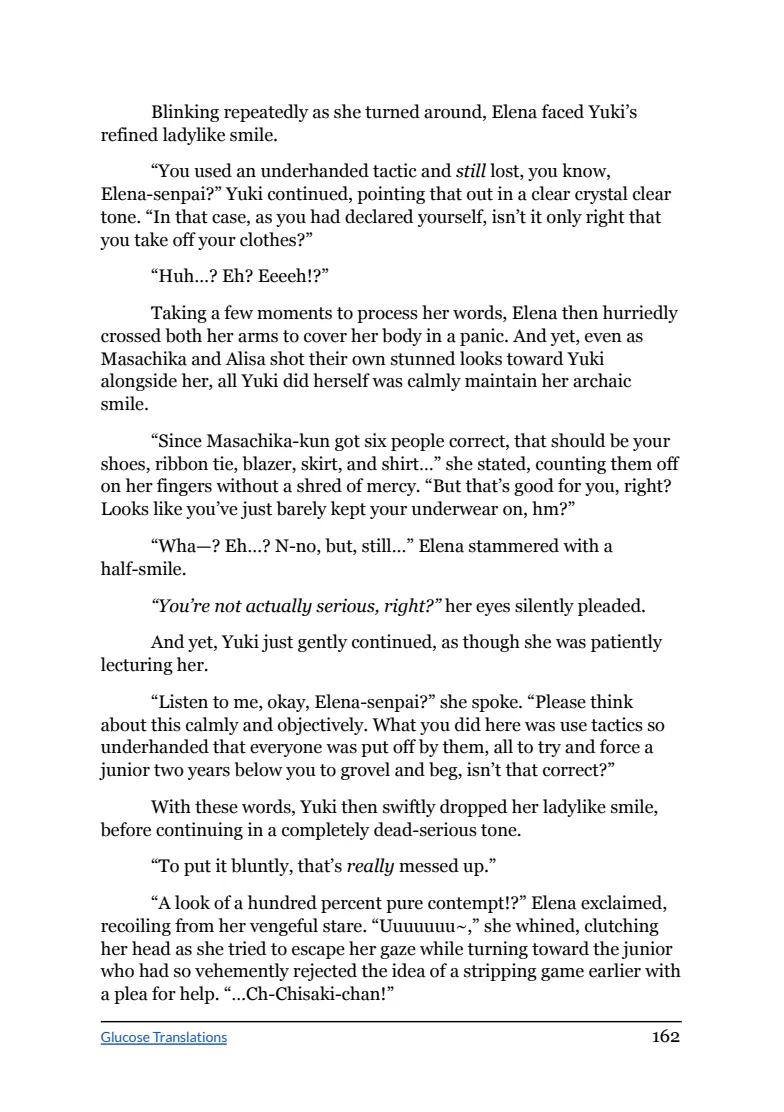 Blinking repeatedly as she turned around, Elena faced Yuki’s
refined ladylike smile.
“You used an underhanded tactic and still lost, you know,
Elena-senpai?” Yuki continued, pointing that out in a clear crystal clear
tone. “In that case, as you had declared yourself, isn’t it only right that
you take off your clothes?”
“Huh…? Eh? Eeeeh!?”
Taking a few moments to process her words, Elena then hurriedly
crossed both her arms to cover her body in a panic. And yet, even as
Masachika and Alisa shot their own stunned looks toward Yuki
alongside her, all Yuki did herself was calmly maintain her archaic
smile.
“Since Masachika-kun got six people correct, that should be your
shoes, ribbon tie, blazer, skirt, and shirt…” she stated, counting them off
on her fingers without a shred of mercy. “But that’s good for you, right?
Looks like you’ve just barely kept your underwear on, hm?”
“Wha—? Eh…? N-no, but, still…” Elena stammered with a
half-smile.
“You’re not actually serious, right?” her eyes silently pleaded.
And yet, Yuki just gently continued, as though she was patiently
lecturing her.
“Listen to me, okay, Elena-senpai?” she spoke. “Please think
about this calmly and objectively. What you did here was use tactics so
underhanded that everyone was put off by them, all to try and force a
junior two years below you to grovel and beg, isn’t that correct?”
With these words, Yuki then swiftly dropped her ladylike smile,
before continuing in a completely dead-serious tone.
“To put it bluntly, that’s really messed up.”
“A look of a hundred percent pure contempt!?” Elena exclaimed,
recoiling from her vengeful stare. “Uuuuuuu~,” she whined, clutching
her head as she tried to escape her gaze while turning toward the junior
who had so vehemently rejected the idea of a stripping game earlier with
a plea for help. “…Ch-Chisaki-chan!”
Glucose Translations 162